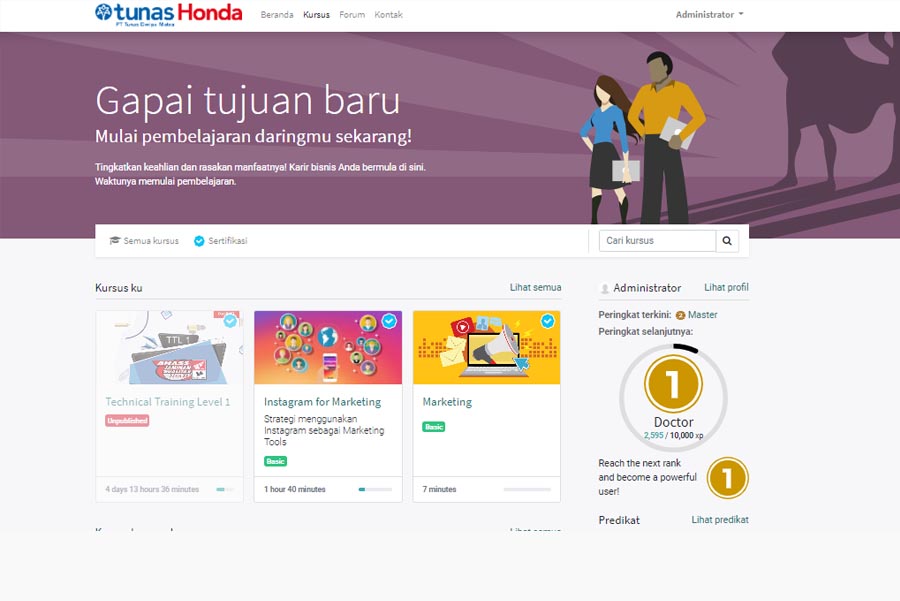 tunas Honda
PT Tunas Dwipa Matra
Beranda Kursus Forum Kontak
Administrator
Gapai tujuan baru
Mulai pembelajaran daringmu sekarang!
Tingkatkan keahlian dan rasakan manfaatnya! Karir bisnis Anda bermula di sini.
Waktunya memulai pembelajaran.
Semua kursus Sertifikasi
Cari kursus
Kursus ku Lihat semua
TTL 1
Technical Training Level 1
Unpublished
4 days 13 hours 36 minutes
Instagram for Marketing
Strategi menggunakan
Instagram sebagai Marketing
Tools
Basic
1 hour 40 minutes
Marketing
Basic
7 minutes
Administrator Lihat profil
Peringkat terkini: 2 Master
Peringkat selanjutnya:
1
Doctor
2,595 / 10,000 xp
Reach the next rank
and become a powerful
user!
1
Predikat Lihat predikat